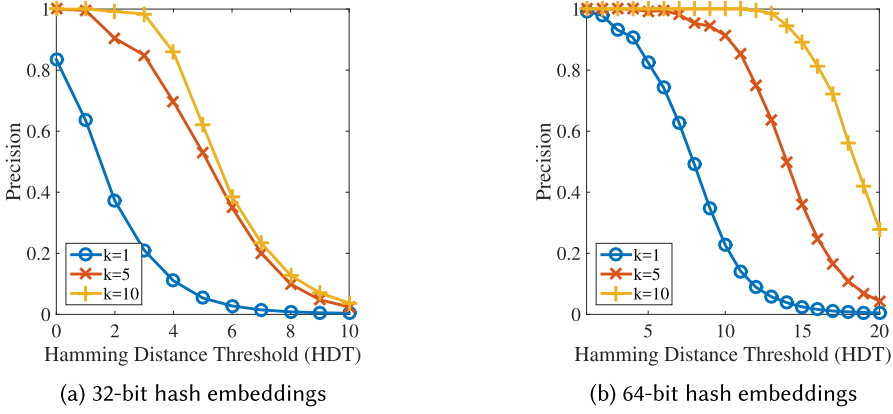 1
0.8
0.6
0.4
0.2
0
Precision
k=1
k=5
k=10
0 2 4 6 8 10
Hamming Distance Threshold (HDT)
(a) 32-bit hash embeddings
1
0.8
0.6
0.4
0.2
0
Precision
k=1
k=5
k=10
5 10 15 20
Hamming Distance Threshold (HDT)
(b) 64-bit hash embeddings